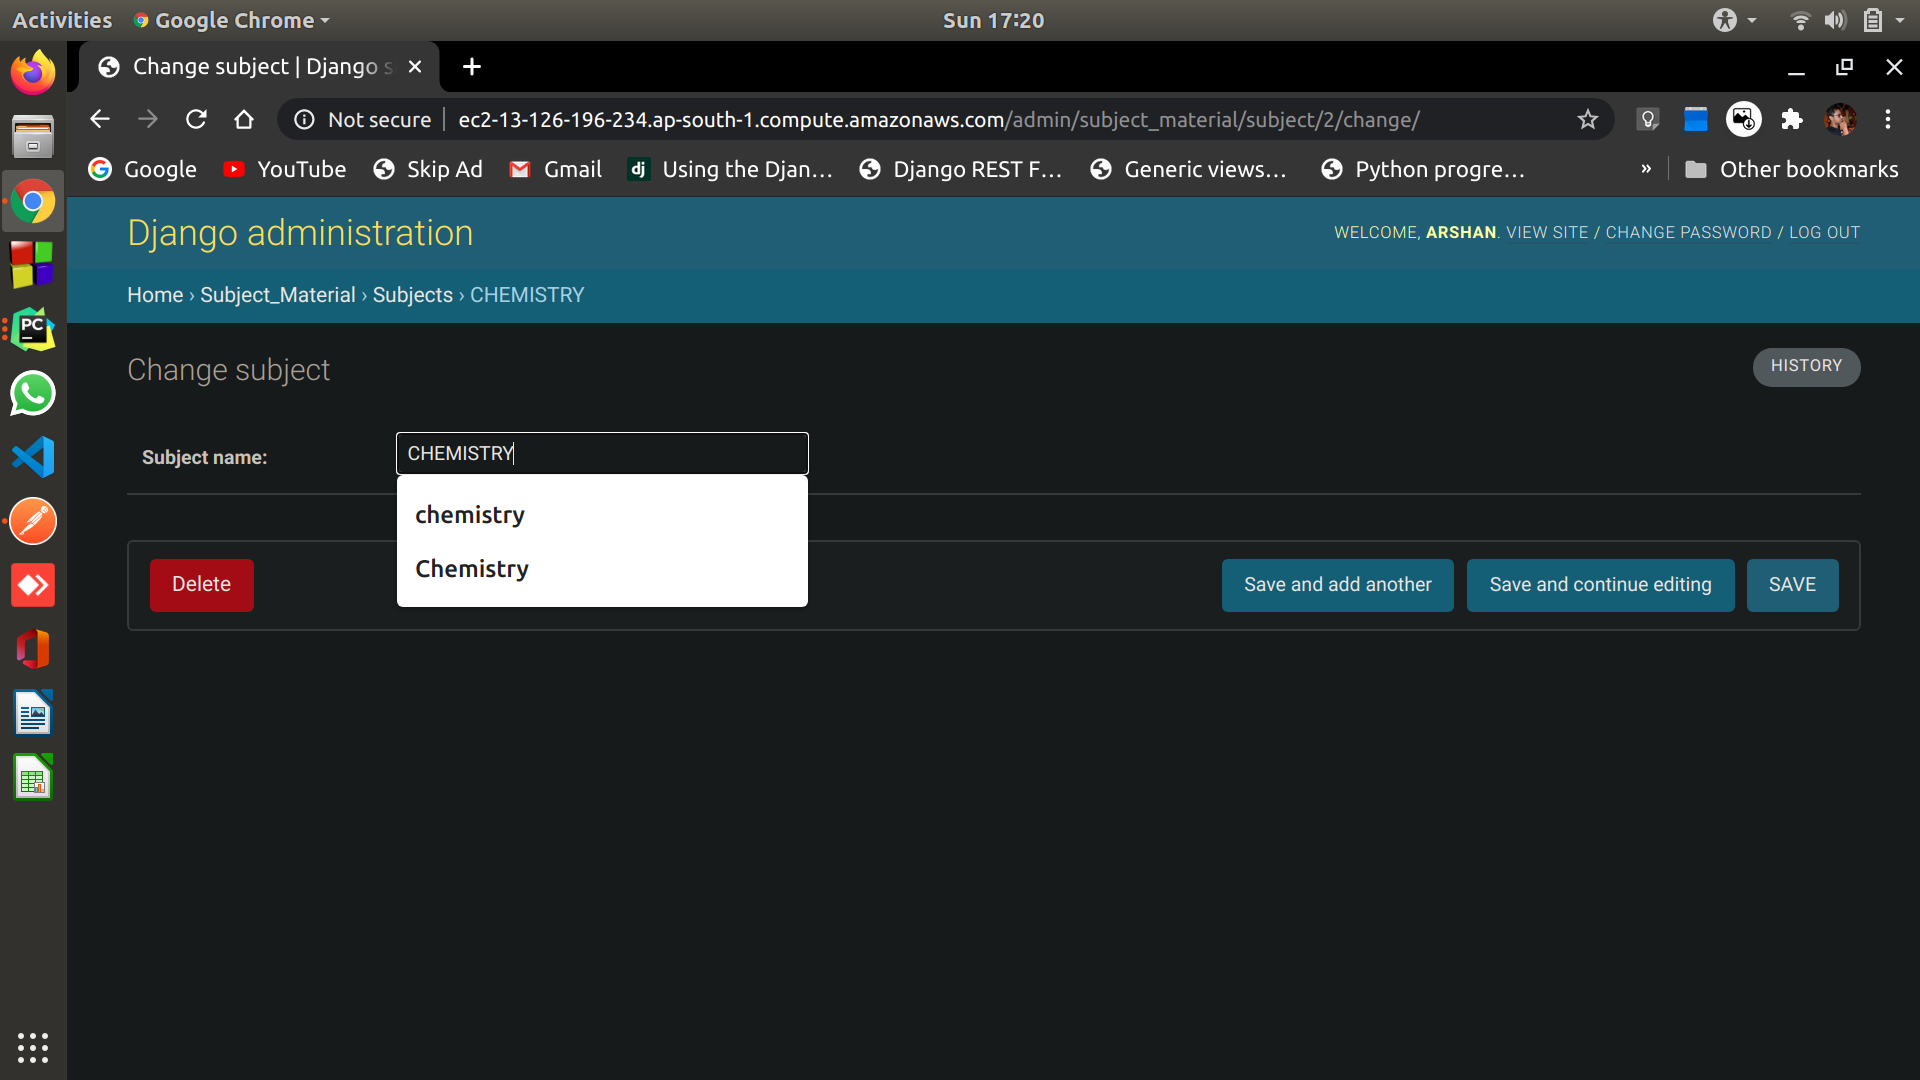 Activities Google Chrome Sun 17:20
Change subject | Django s
Not secure ec2-13-126-196-234.ap-south-1.compute.amazonaws.com/admin/subject_material/subject/2/change/
Google YouTube Skip Ad Gmail dj Using the Djan... Django REST F... Generic views... Python progre... » Other bookmarks
Django administration WELCOME, ARSHAN. VIEW SITE / CHANGE PASSWORD / LOG OUT
Home › Subject_Material › Subjects › CHEMISTRY
PC
Change subject HISTORY
Subject name: CHEMISTRY
chemistry
Chemistry
Delete Save and add another Save and continue editing SAVE